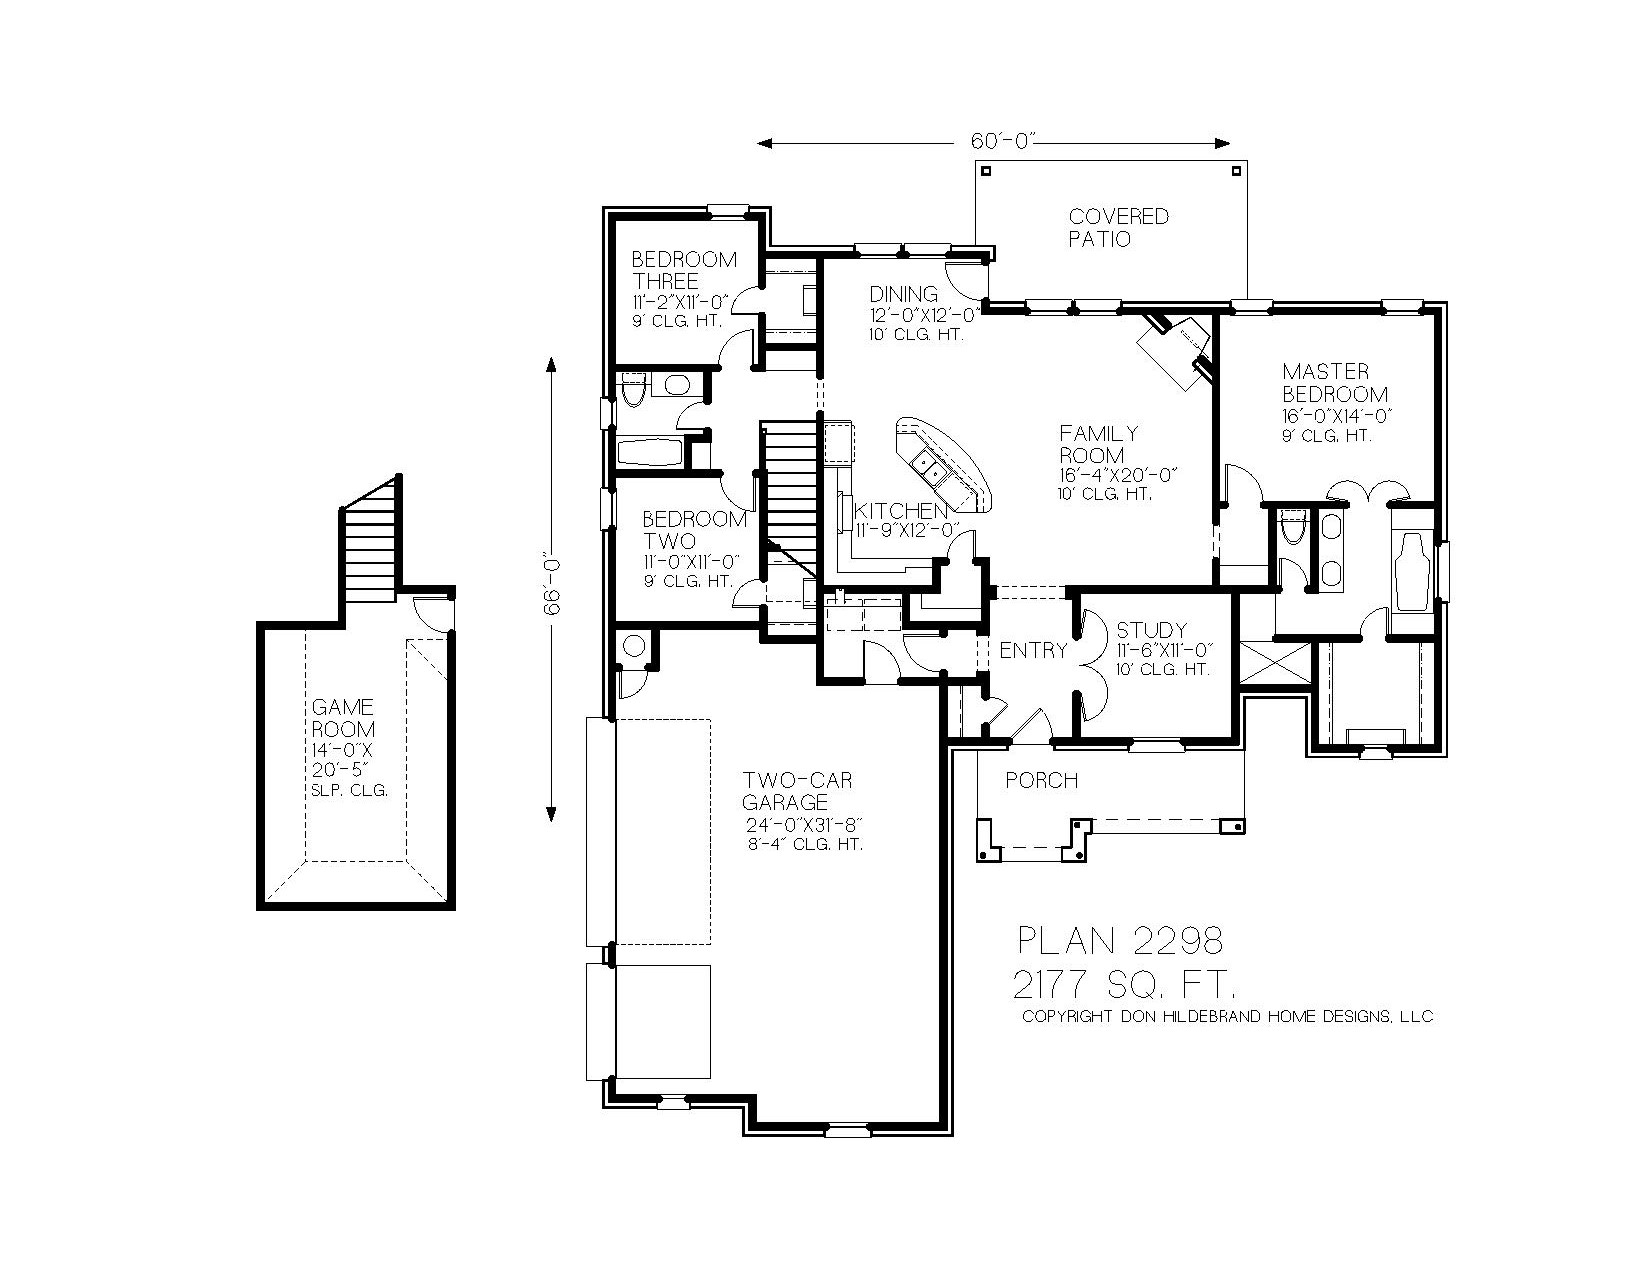 60'-0"
COVERED
PATIO
BEDROOM
THREE
11'-2"X11'-0"
9' CLG. HT.
DINING
12'-0"X12'-0"
10' CLG. HT.
MASTER
BEDROOM
16'-0"X14'-0"
9' CLG. HT.
FAMILY
ROOM
16'-4"X20'-0"
10' CLG. HT.
KITCHEN
11'-9"X12'-0"
BEDROOM
TWO
11'-0"X11'-0"
9' CLG. HT.
66'-0"
ENTRY
STUDY
11'-6"X11'-0"
10' CLG. HT.
GAME
ROOM
14'-0"X
20'-5"
SLP. CLG.
TWO-CAR
GARAGE
24'-0"X31'-8"
8'-4" CLG. HT.
PORCH
PLAN 2298
2177 SQ. FT.
COPYRIGHT DON HILDEBRAND HOME DESIGNS, LLC